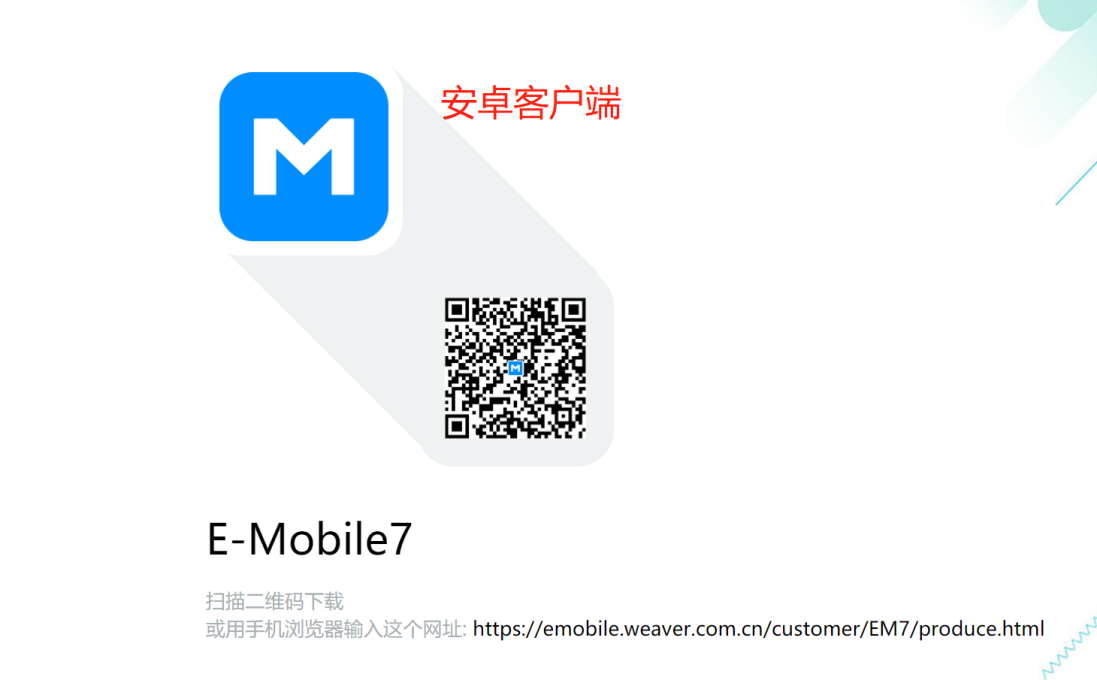 M
安卓客户端
M
E-Mobile7
扫描二维码下载
或用手机浏览器输入这个网址: https://emobile.weaver.com.cn/customer/EM7/produce.html